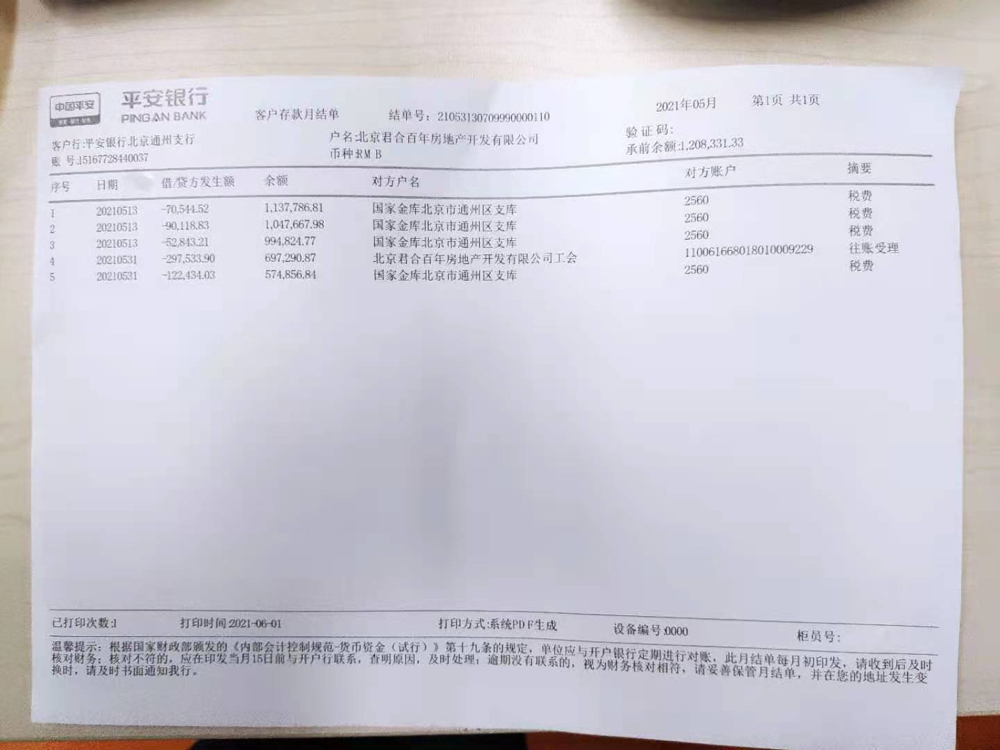 中国平安
平安银行
PINGAN BANK
客户存款月结单 结单号：21053130709990000110 2021年05月 第1页 共1页
客户行:平安银行北京通州支行 户名:北京君合百年房地产开发有限公司 验证码:
账 号:15167728440037 币种:RMB 承前余额:1,208,331.33
序号 日期 借/贷方发生额 余额 对方户名 对方账户 摘要
1 20210513 -70,544.52 1,137,786.81 国家金库北京市通州区支库 2560 税费
2 20210513 -90,118.83 1,047,667.98 国家金库北京市通州区支库 2560 税费
3 20210513 -52,843.21 994,824.77 国家金库北京市通州区支库 2560 税费
4 20210531 -297,533.90 697,290.87 北京君合百年房地产开发有限公司工会 110061668018010009229 往账受理
5 20210531 -122,434.03 574,856.84 国家金库北京市通州区支库 2560 税费
已打印次数:1 打印时间:2021-06-01 打印方式:系统PDF生成 设备编号:0000 柜员号:
温馨提示：根据国家财政部颁发的《内部会计控制规范-货币资金（试行）》第十九条的规定，单位应与开户银行定期进行对账，此月结单每月初印发，请收到后及时
核对财务；核对不符的，应在印发当月15日前与开户行联系，查明原因，及时处理；逾期没有联系的，视为财务核对相符，请妥善保管月结单，并在您的地址发生变
换时，请及时书面通知我行。